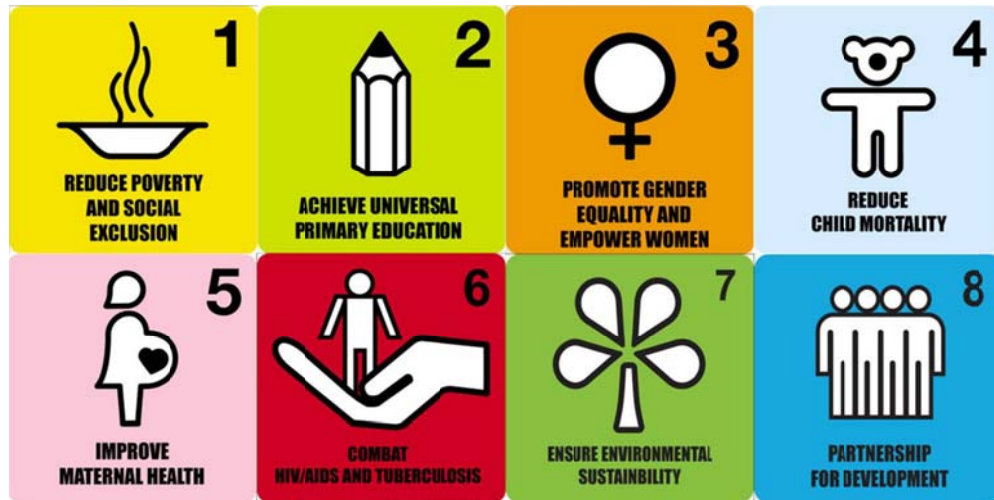 1
REDUCE POVERTY
AND SOCIAL
EXCLUSION
2
ACHIEVE UNIVERSAL
PRIMARY EDUCATION
3
PROMOTE GENDER
EQUALITY AND
EMPOWER WOMEN
4
REDUCE
CHILD MORTALITY
5
IMPROVE
MATERNAL HEALTH
6
COMBAT
HIV/AIDS AND TUBERCULOSIS
7
ENSURE ENVIRONMENTAL
SUSTAINBILITY
8
PARTNERSHIP
FOR DEVELOPMENT